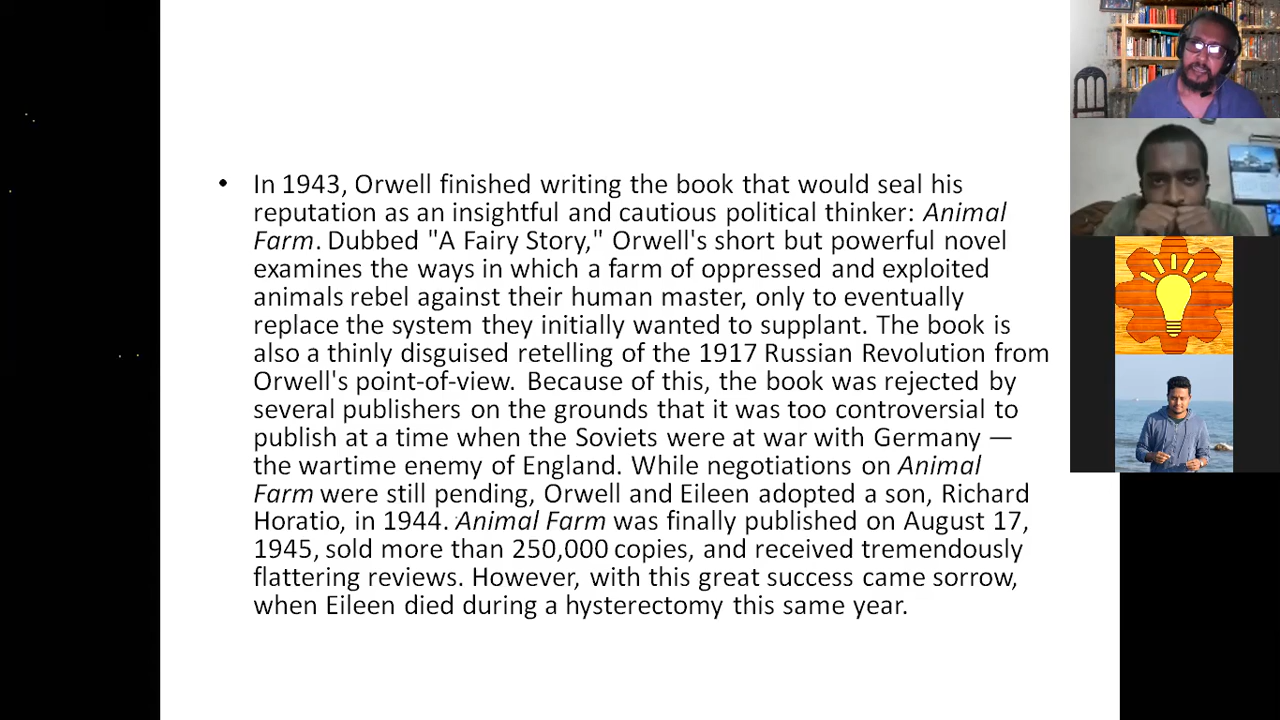 • In 1943, Orwell finished writing the book that would seal his
reputation as an insightful and cautious political thinker: Animal
Farm. Dubbed "A Fairy Story," Orwell's short but powerful novel
examines the ways in which a farm of oppressed and exploited
animals rebel against their human master, only to eventually
replace the system they initially wanted to supplant. The book is
also a thinly disguised retelling of the 1917 Russian Revolution from
Orwell's point-of-view. Because of this, the book was rejected by
several publishers on the grounds that it was too controversial to
publish at a time when the Soviets were at war with Germany —
the wartime enemy of England. While negotiations on Animal
Farm were still pending, Orwell and Eileen adopted a son, Richard
Horatio, in 1944. Animal Farm was finally published on August 17,
1945, sold more than 250,000 copies, and received tremendously
flattering reviews. However, with this great success came sorrow,
when Eileen died during a hysterectomy this same year.